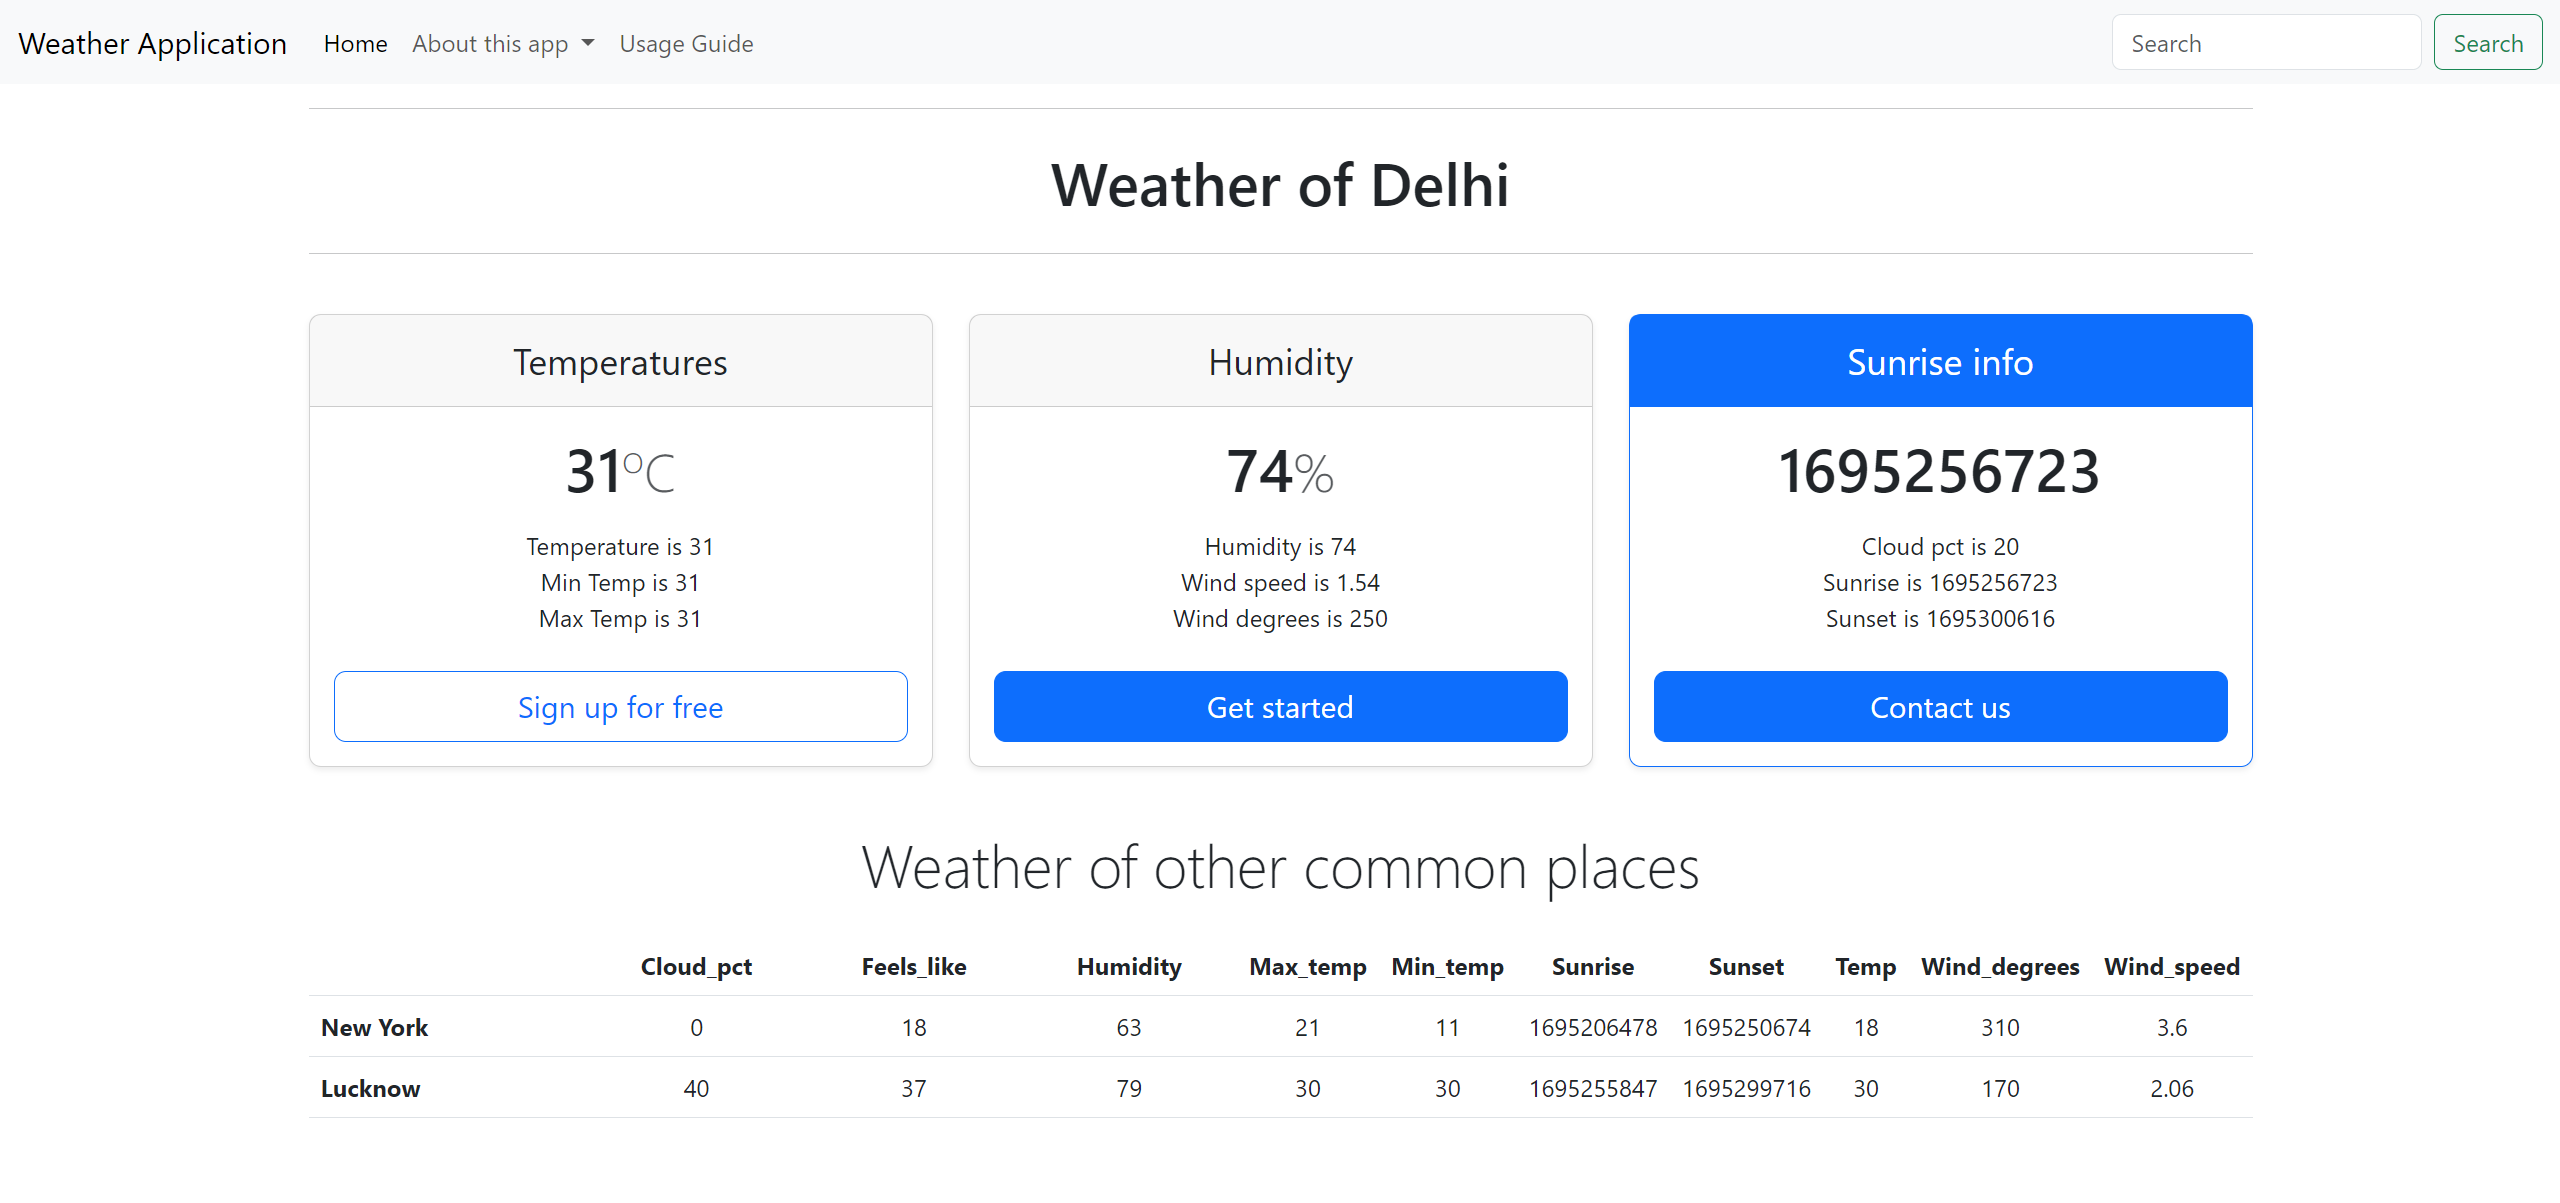 Weather Application Home About this app Usage Guide Search Search
Weather of Delhi
Temperatures
31ºC
Temperature is 31
Min Temp is 31
Max Temp is 31
Sign up for free
Humidity
74%
Humidity is 74
Wind speed is 1.54
Wind degrees is 250
Get started
Sunrise info
1695256723
Cloud pct is 20
Sunrise is 1695256723
Sunset is 1695300616
Contact us
Weather of other common places
Cloud_pct Feels_like Humidity Max_temp Min_temp Sunrise Sunset Temp Wind_degrees Wind_speed
New York 0 18 63 21 11 1695206478 1695250674 18 310 3.6
Lucknow 40 37 79 30 30 1695255847 1695299716 30 170 2.06